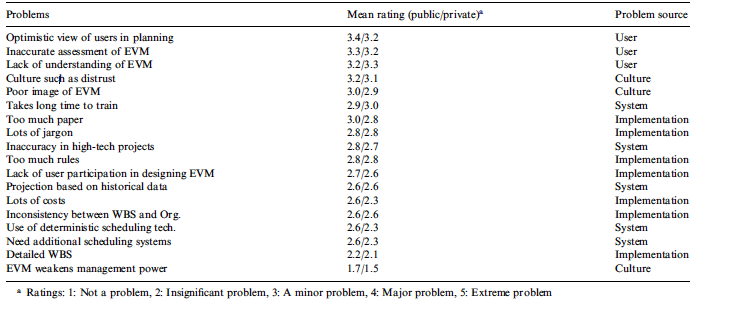 Problems Mean rating (public/private)ᵃ Problem source
Optimistic view of users in planning 3.4/3.2 User
Inaccurate assessment of EVM 3.3/3.2 User
Lack of understanding of EVM 3.2/3.3 User
Culture such as distrust 3.2/3.1 Culture
Poor image of EVM 3.0/2.9 Culture
Takes long time to train 2.9/3.0 System
Too much paper 3.0/2.8 Implementation
Lots of jargon 2.8/2.8 Implementation
Inaccuracy in high-tech projects 2.8/2.7 System
Too much rules 2.8/2.8 Implementation
Lack of user participation in designing EVM 2.7/2.6 Implementation
Projection based on historical data 2.6/2.6 System
Lots of costs 2.6/2.3 Implementation
Inconsistency between WBS and Org. 2.6/2.6 Implementation
Use of deterministic scheduling tech. 2.6/2.3 System
Need additional scheduling systems 2.6/2.3 System
Detailed WBS 2.2/2.1 Implementation
EVM weakens management power 1.7/1.5 Culture
ᵃ Ratings: 1: Not a problem, 2: Insignificant problem, 3: A minor problem, 4: Major problem, 5: Extreme problem